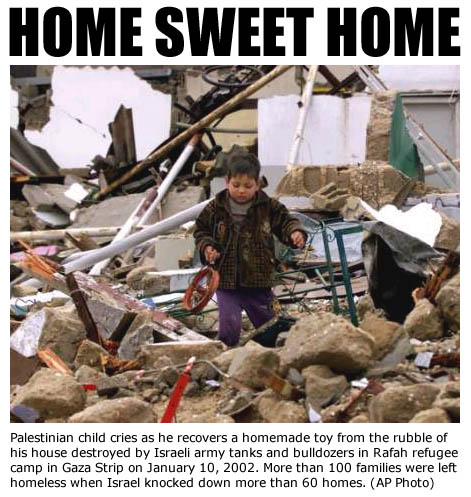 HOME SWEET HOME
Palestinian child cries as he recovers a homemade toy from the rubble of
his house destroyed by Israeli army tanks and bulldozers in Rafah refugee
camp in Gaza Strip on January 10, 2002. More than 100 families were left
homeless when Israel knocked down more than 60 homes. (AP Photo)